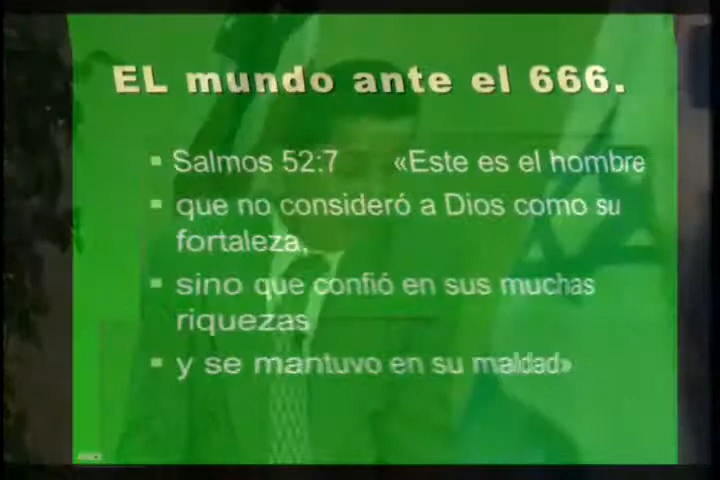 EL mundo ante el 666.
Salmos 52:7 «Este es el hombre
que no consideró a Dios como su
fortaleza,
sino que confió en sus muchas
riquezas
y se mantuvo en su maldad»